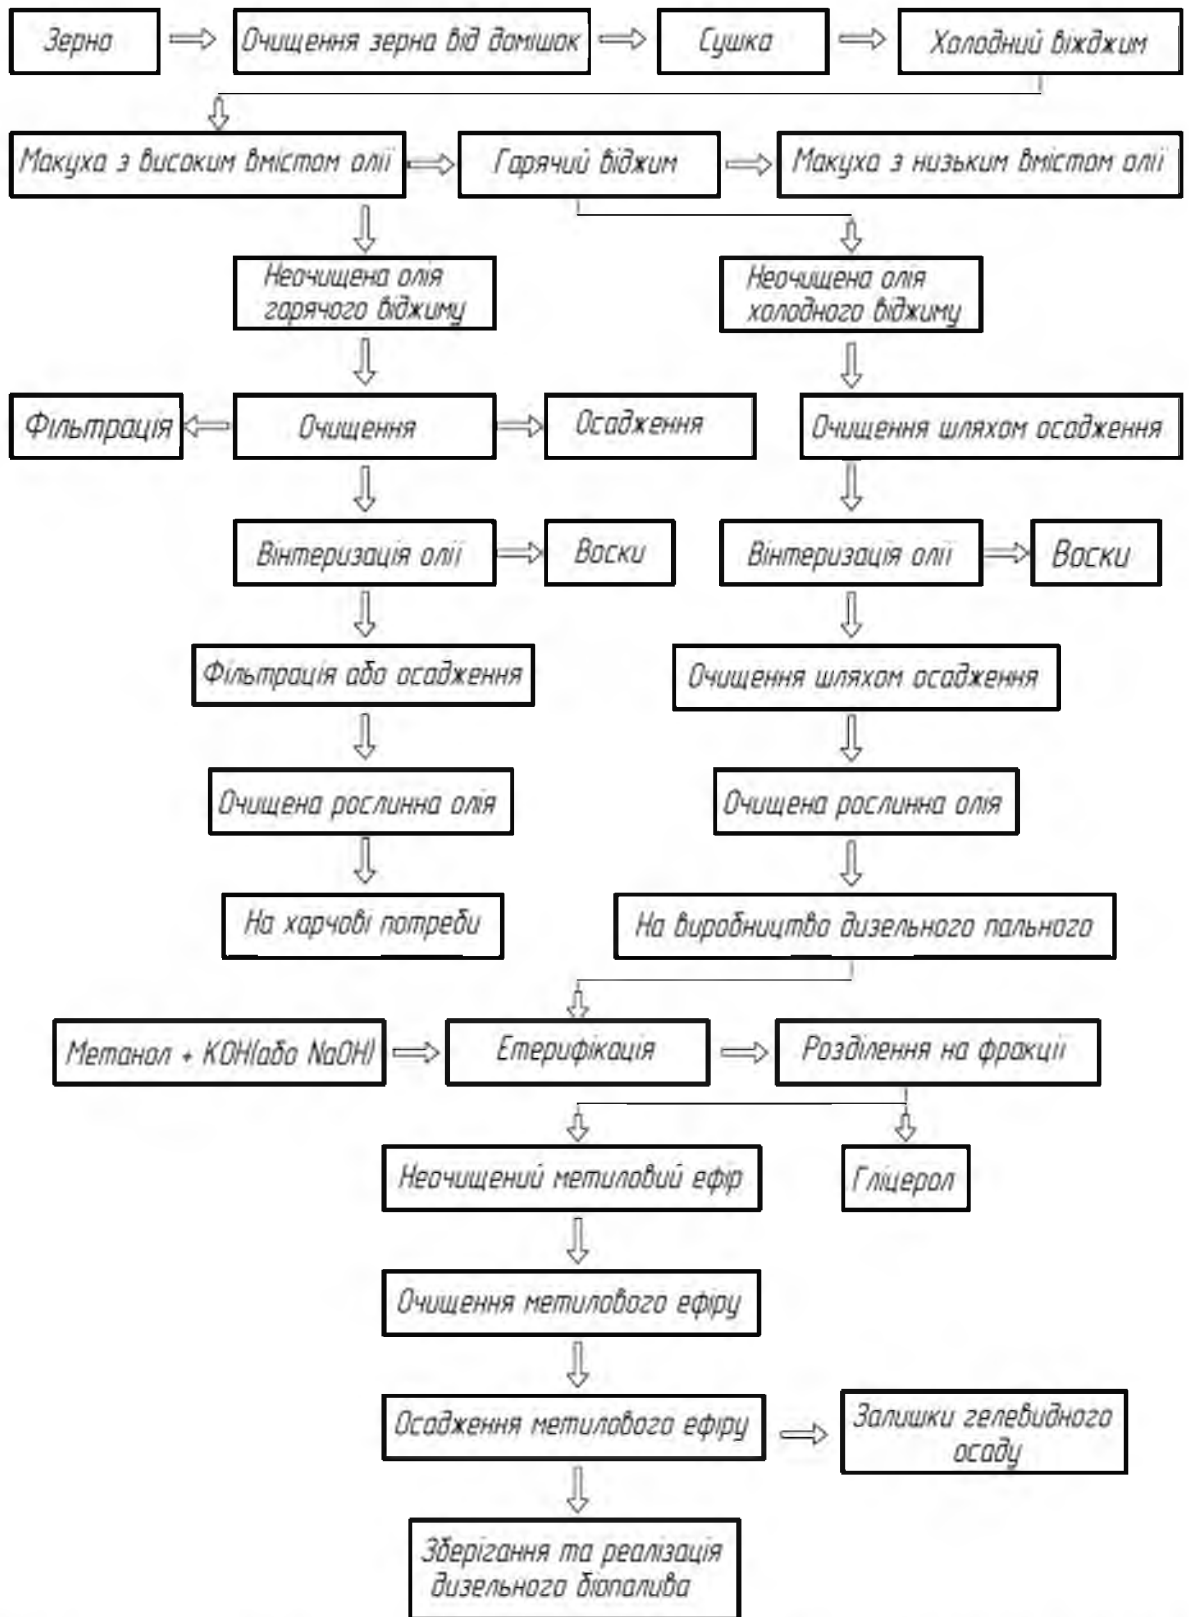 Зерно
Очищення зерна від домішок
Сушка
Холодний віжджим
Макуха з високим вмістом олії
Гарячий віджим
Макуха з низьким вмістом олії
Неочищена олія
гарячого віджиму
Неочищена олія
холодного віджиму
Фільтрація
Очищення
Осадження
Очищення шляхом осадження
Вінтеризація олії
Воски
Вінтеризація олії
Воски
Фільтрація або осадження
Очищення шляхом осадження
Очищена рослинна олія
Очищена рослинна олія
На харчові потреби
На виробництво дизельного пального
Метанол + KOH(або NaOH)
Етерифікація
Розділення на фракції
Неочищений метиловий ефір
Гліцерол
Очищення метилового ефіру
Осадження метилового ефіру
Залишки гелевидного
осаду
Зберігання та реалізація
дизельного біопалива